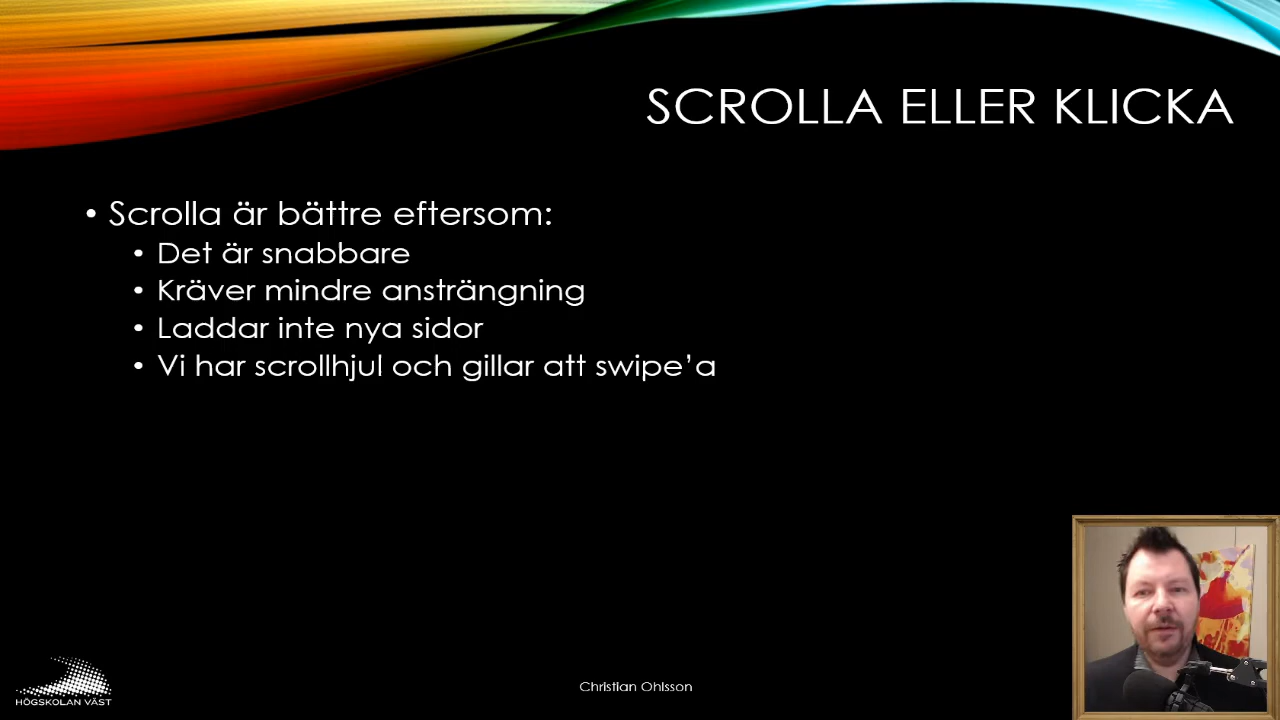 SCROLLA ELLER KLICKA
• Scrolla är bättre eftersom:
• Det är snabbare
• Kräver mindre ansträngning
• Laddar inte nya sidor
• Vi har scrollhjul och gillar att swipe’a
HÖGSKOLAN VÄST
Christian Ohlsson